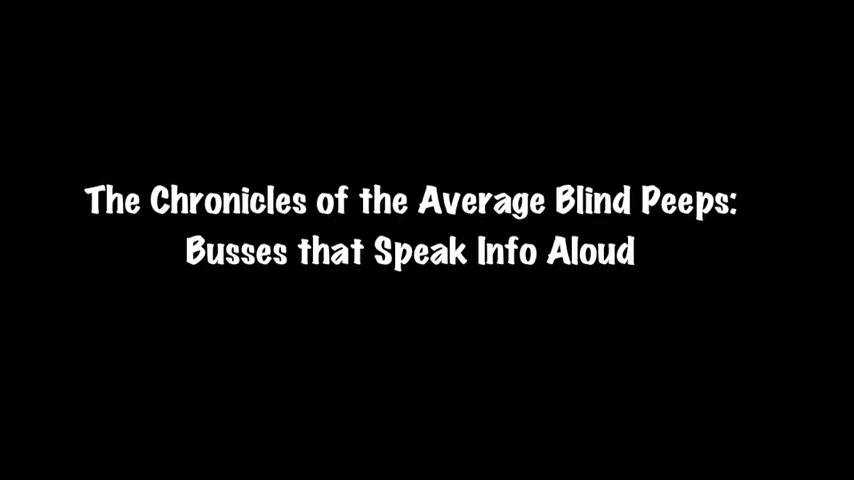 The Chronicles of the Average Blind Peeps:
Busses that Speak Info Aloud